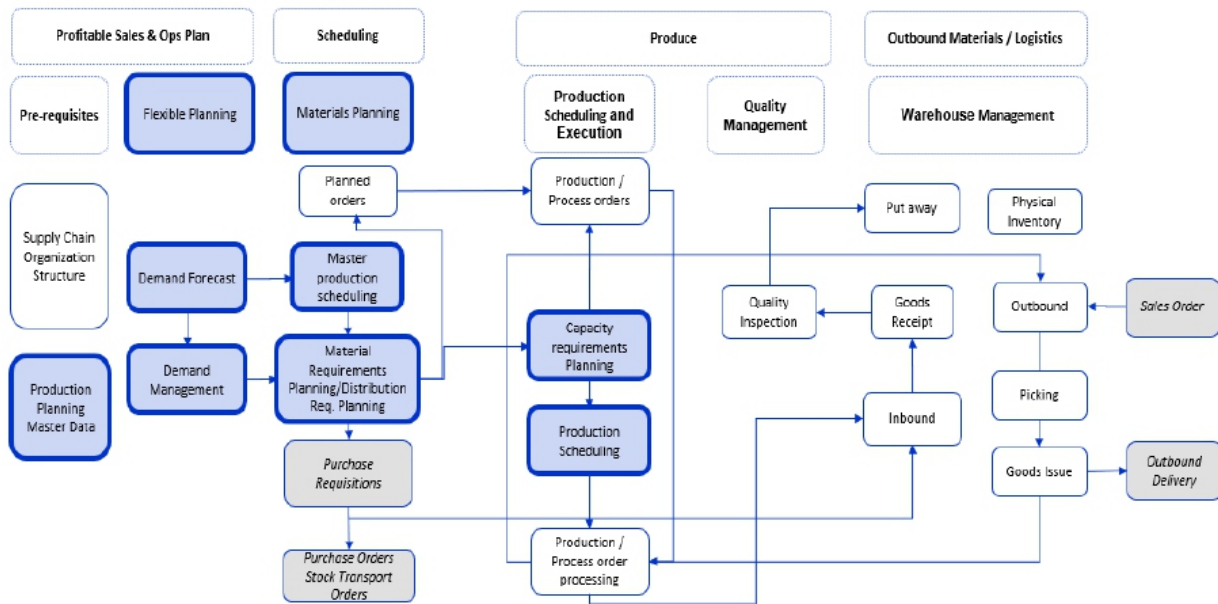 Profitable Sales & Ops Plan
Scheduling
Produce
Outbound Materials / Logistics
Pre-requisites
Flexible Planning
Materials Planning
Production
Scheduling and
Execution
Quality
Management
Warehouse Management
Planned
orders
Production /
Process orders
Put away
Physical
Inventory
Supply Chain
Organization
Structure
Demand Forecast
Master
production
scheduling
Quality
Inspection
Goods
Receipt
Outbound
Sales Order
Capacity
requirements
Planning
Demand
Management
Material
Requirements
Planning/Distribution
Req. Planning
Production
Planning
Master Data
Picking
Inbound
Production
Scheduling
Purchase
Requisitions
Goods Issue
Outbound
Delivery
Production /
Process order
processing
Purchase Orders
Stock Transport
Orders